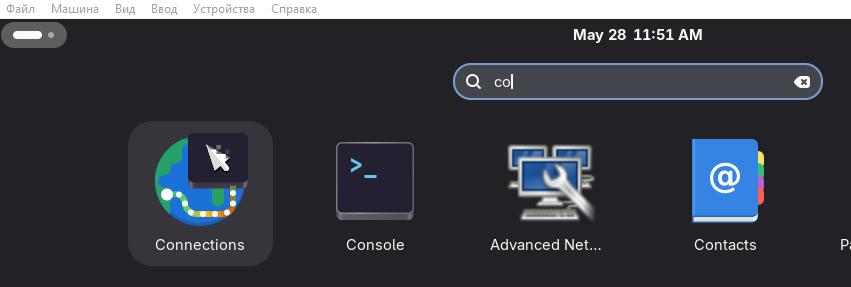 Файл Машина Вид Ввод Устройства Справка
May 28 11:51 AM
co
>_
@
Connections Console Advanced Net... Contacts